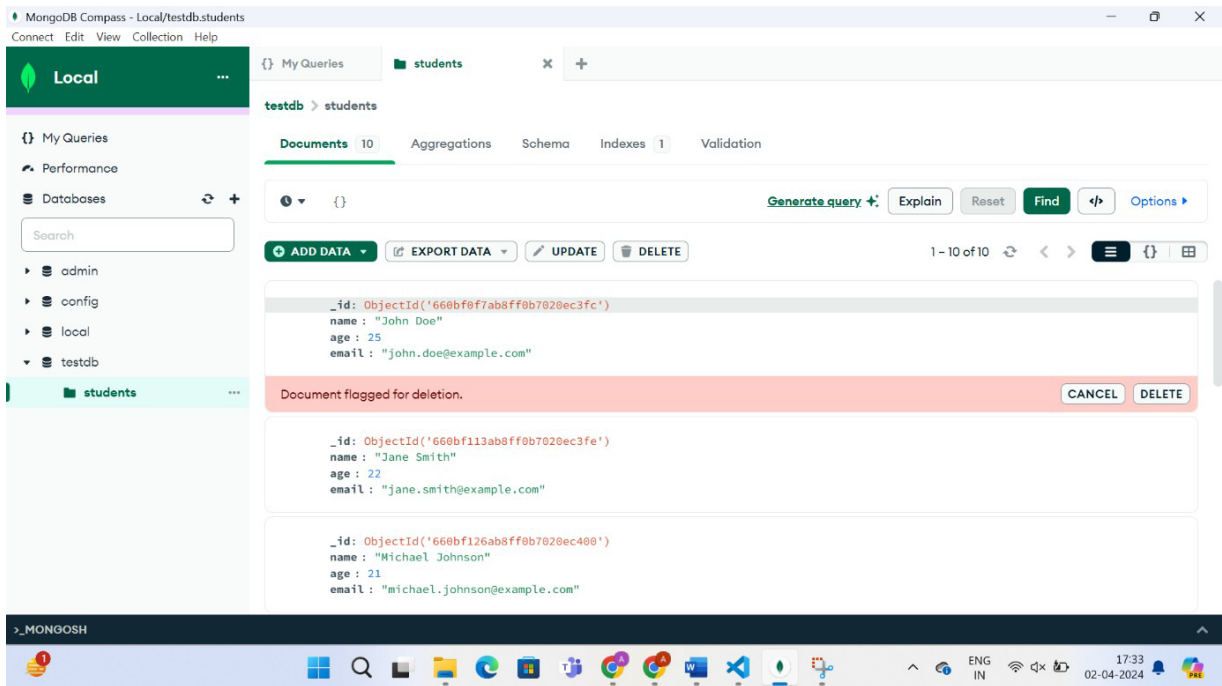 MongoDB Compass - Local/testdb.students
Connect Edit View Collection Help
Local
{} My Queries
students
testdb > students
{} My Queries
Performance
Databases
Search
admin
config
local
testdb
students
Documents 10 Aggregations Schema Indexes 1 Validation
{} Generate query Explain Reset Find </> Options
ADD DATA EXPORT DATA UPDATE DELETE 1 – 10 of 10 {}
_id: ObjectId('660bf0f7ab8ff0b7020ec3fc')
name : "John Doe"
age : 25
email : "john.doe@example.com"
Document flagged for deletion. CANCEL DELETE
_id: ObjectId('660bf113ab8ff0b7020ec3fe')
name : "Jane Smith"
age : 22
email : "jane.smith@example.com"
_id: ObjectId('660bf126ab8ff0b7020ec400')
name : "Michael Johnson"
age : 21
email : "michael.johnson@example.com"
>_MONGOSH
1
A
A
W
ENG
IN
17:33
02-04-2024
PRE